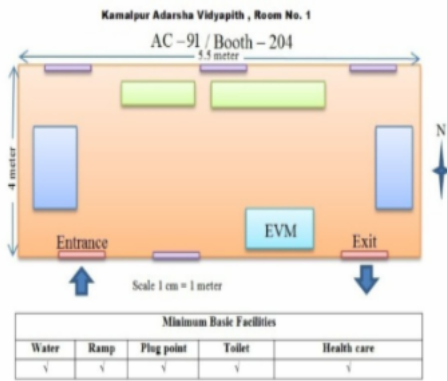 Kamalpur Adarsha Vidyapith , Room No. 1
AC –91 / Booth – 204
5.5 meter
4 meter
N
EVM
Entrance
Exit
Scale 1 cm = 1 meter
Minimum Basic Facilities
Water Ramp Plug point Toilet Health care
√ √ √ √ √